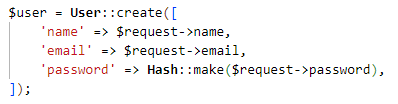 $user = User::create([
    'name' => $request->name,
    'email' => $request->email,
    'password' => Hash::make($request->password),
]);